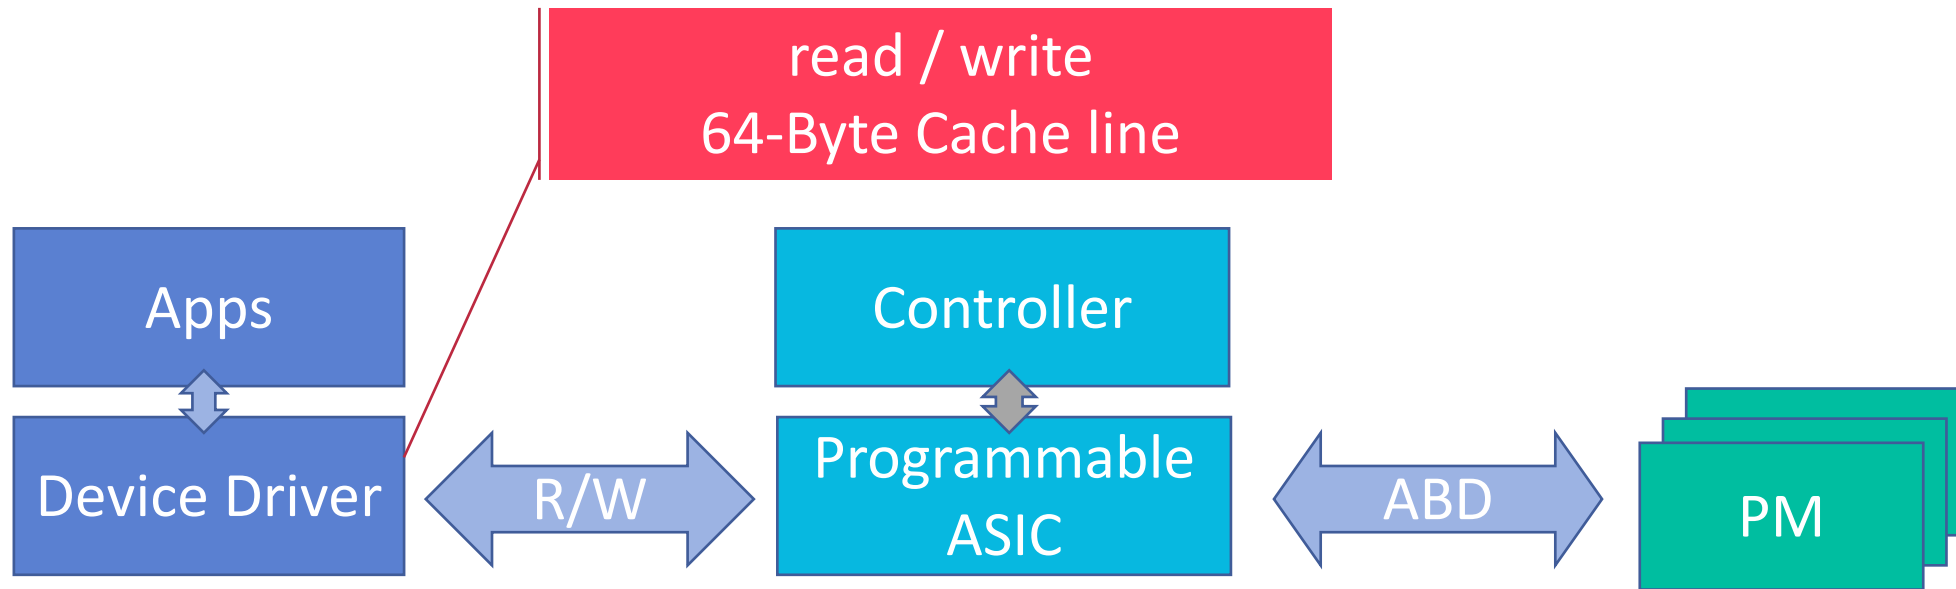 read / write
64-Byte Cache line
Apps
Controller
Device Driver
R/W
Programmable
ASIC
ABD
PM